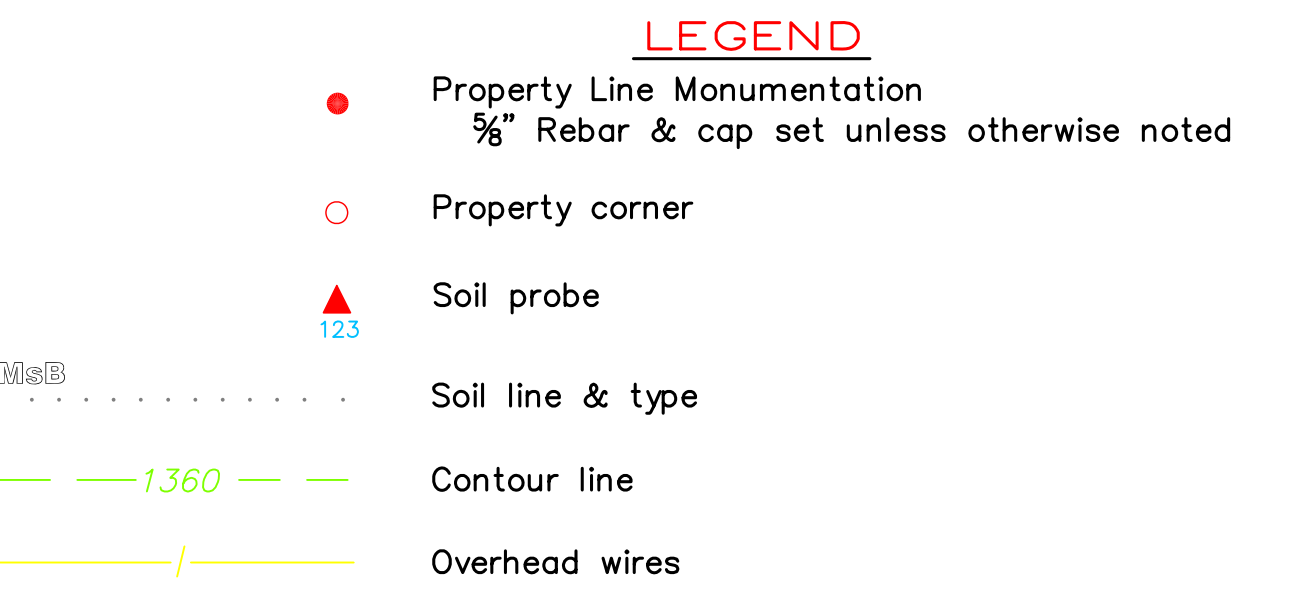 LEGEND
Property Line Monumentation
⅝" Rebar & cap set unless otherwise noted
Property corner
Soil probe
123
MsB
Soil line & type
1360 Contour line
Overhead wires